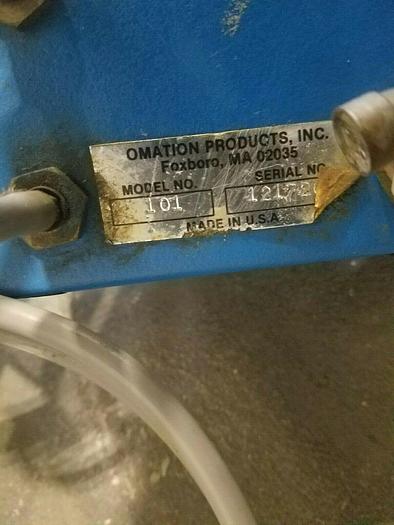 OMATION PRODUCTS, INC.
Foxboro, MA 02035
MODEL NO. SERIAL NO.
101
MADE IN U.S.A.